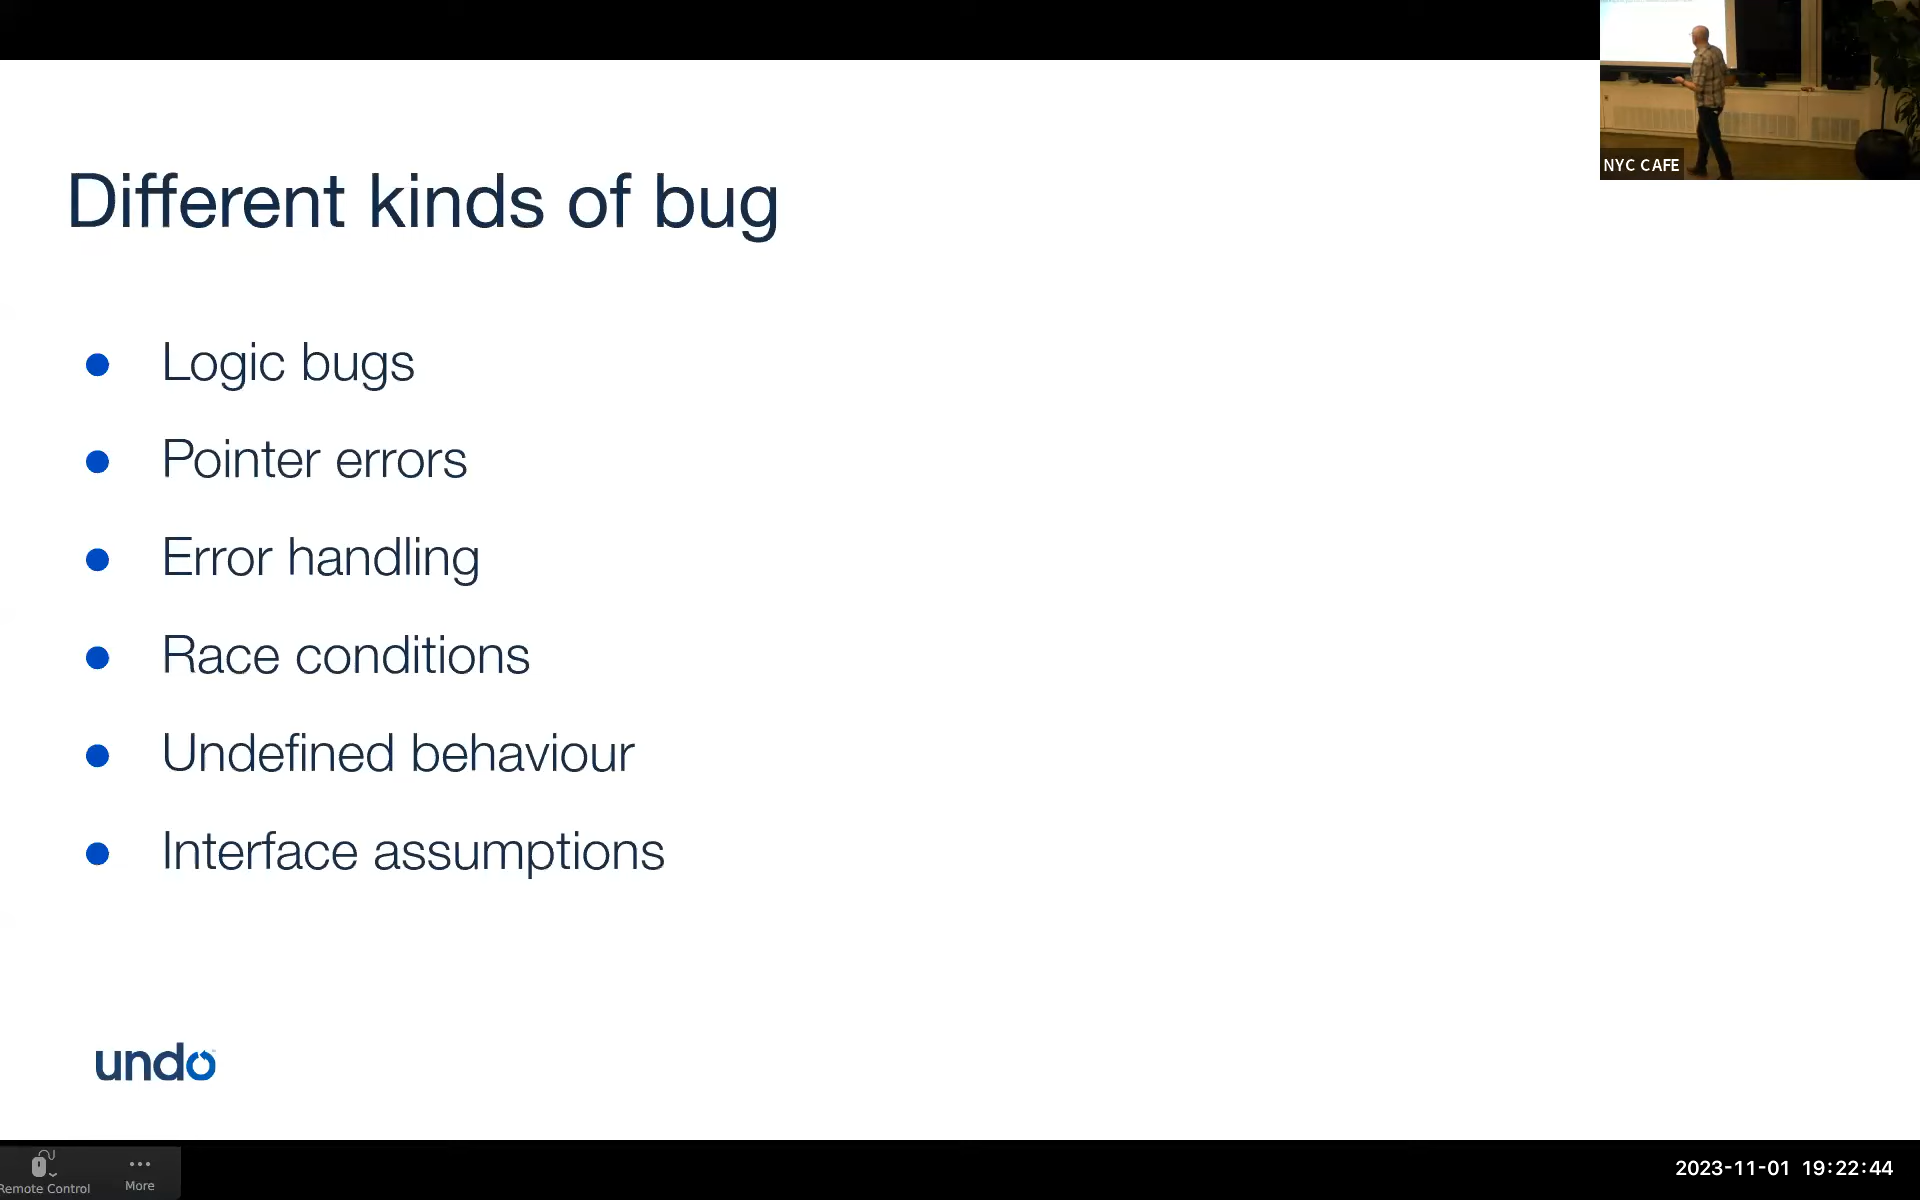 NYC CAFE
Different kinds of bug
Logic bugs
Pointer errors
Error handling
Race conditions
Undefined behaviour
Interface assumptions
undo
Remote Control
More
2023-11-01 19:22:44